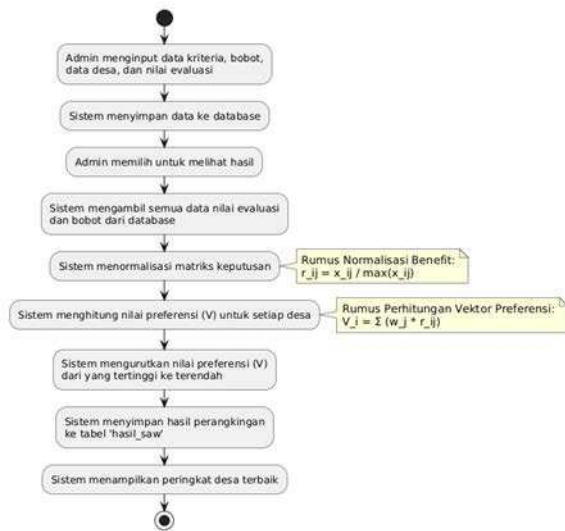 Admin menginput data kriteria, bobot,
data desa, dan nilai evaluasi
Sistem menyimpan data ke database
Admin memilih untuk melihat hasil
Sistem mengambil semua data nilai evaluasi
dan bobot dari database
Sistem menormalisasi matriks keputusan
Rumus Normalisasi Benefit:
r_ij = x_ij / max(x_ij)
Sistem menghitung nilai preferensi (V) untuk setiap desa
Rumus Perhitungan Vektor Preferensi:
V_i = Σ (w_j * r_ij)
Sistem mengurutkan nilai preferensi (V)
dari yang tertinggi ke terendah
Sistem menyimpan hasil perangkingan
ke tabel 'hasil_saw'
Sistem menampilkan peringkat desa terbaik